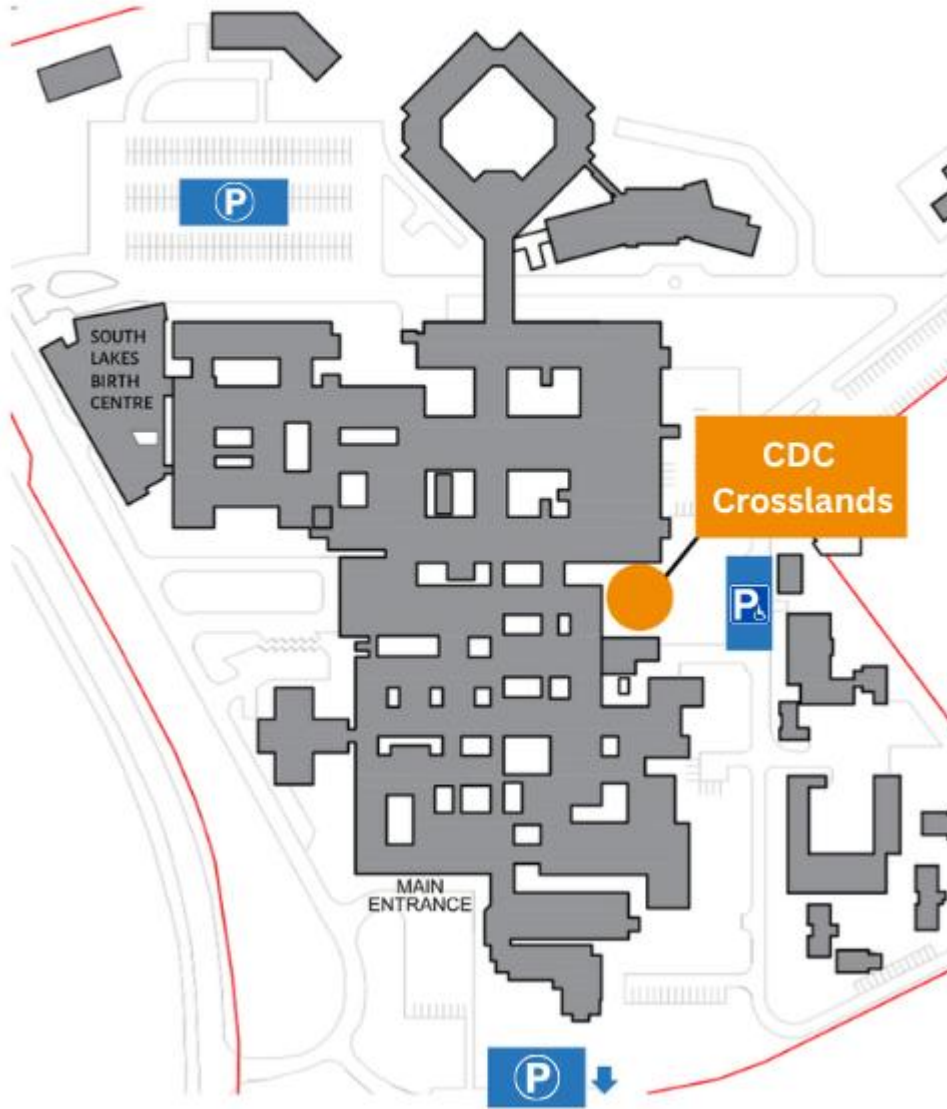 P
SOUTH
LAKES
BIRTH
CENTRE
CDC
Crosslands
P
MAIN
ENTRANCE
P